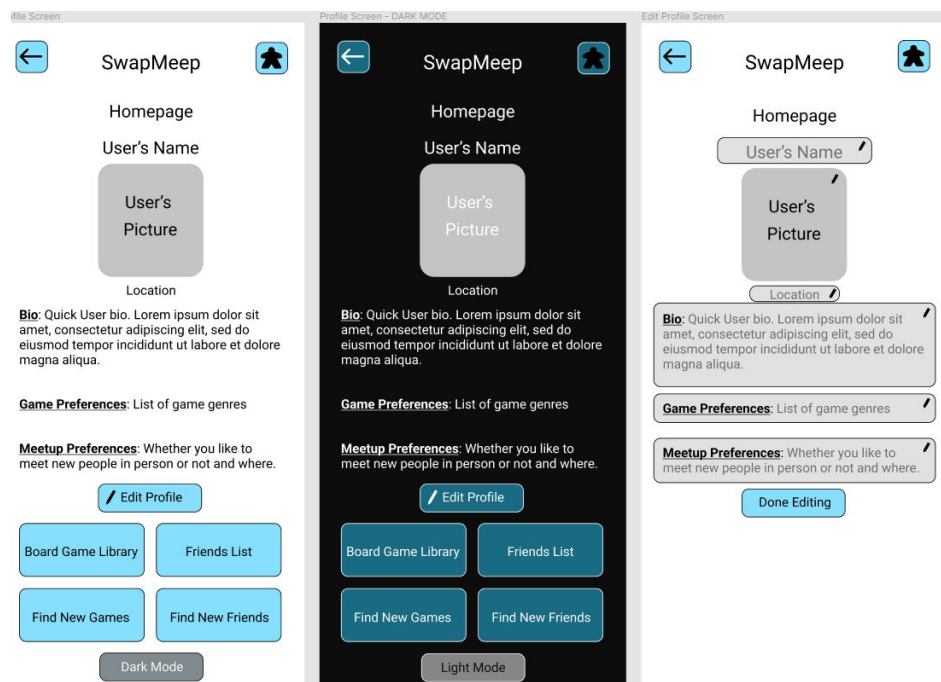 file Screen
SwapMeep
Homepage
User's Name
User's
Picture
Location
Bio: Quick User bio. Lorem ipsum dolor sit
amet, consectetur adipiscing elit, sed do
eiusmod tempor incididunt ut labore et dolore
magna aliqua.
Game Preferences: List of game genres
Meetup Preferences: Whether you like to
meet new people in person or not and where.
Edit Profile
Board Game Library
Friends List
Find New Games
Find New Friends
Dark Mode
Profile Screen - DARK MODE
SwapMeep
Homepage
User's Name
User's
Picture
Location
Bio: Quick User bio. Lorem ipsum dolor sit
amet, consectetur adipiscing elit, sed do
eiusmod tempor incididunt ut labore et dolore
magna aliqua.
Game Preferences: List of game genres
Meetup Preferences: Whether you like to
meet new people in person or not and where.
Edit Profile
Board Game Library
Friends List
Find New Games
Find New Friends
Light Mode
Edit Profile Screen
SwapMeep
Homepage
User's Name
User's
Picture
Location
Bio: Quick User bio. Lorem ipsum dolor sit
amet, consectetur adipiscing elit, sed do
eiusmod tempor incididunt ut labore et dolore
magna aliqua.
Game Preferences: List of game genres
Meetup Preferences: Whether you like to
meet new people in person or not and where.
Done Editing